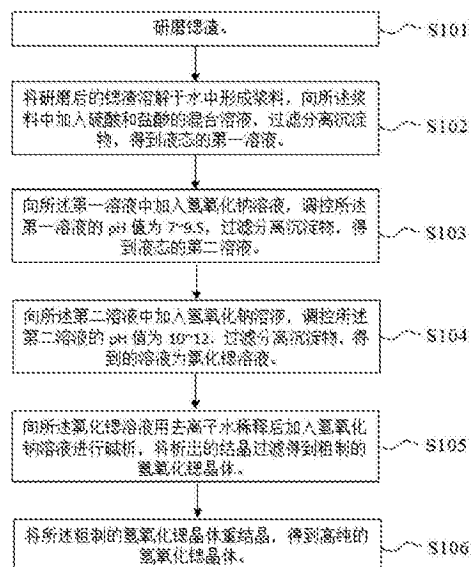 研磨锶渣。
S101
将研磨后的锶渣溶解于水中形成浆料，向所述浆
料中加入硫酸和盐酸的混合溶液，过滤分离沉淀
物，得到液态的第一溶液。
S102
向所述第一溶液中加入氢氧化钠溶液，调控所述
第一溶液的 pH 值为 7~9.5，过滤分离沉淀物，得
到液态的第二溶液。
S103
向所述第二溶液中加入氢氧化钠溶液，调控所述
第二溶液的 pH 值为 10~12，过滤分离沉淀物，得
到的溶液为氯化锶溶液。
S104
向所述氯化锶溶液用去离子水稀释后加入氢氧化
钠溶液进行碱析，将析出的结晶过滤得到粗制的
氢氧化锶晶体。
S105
将所述粗制的氢氧化锶晶体重结晶，得到高纯的
氢氧化锶晶体。
S106